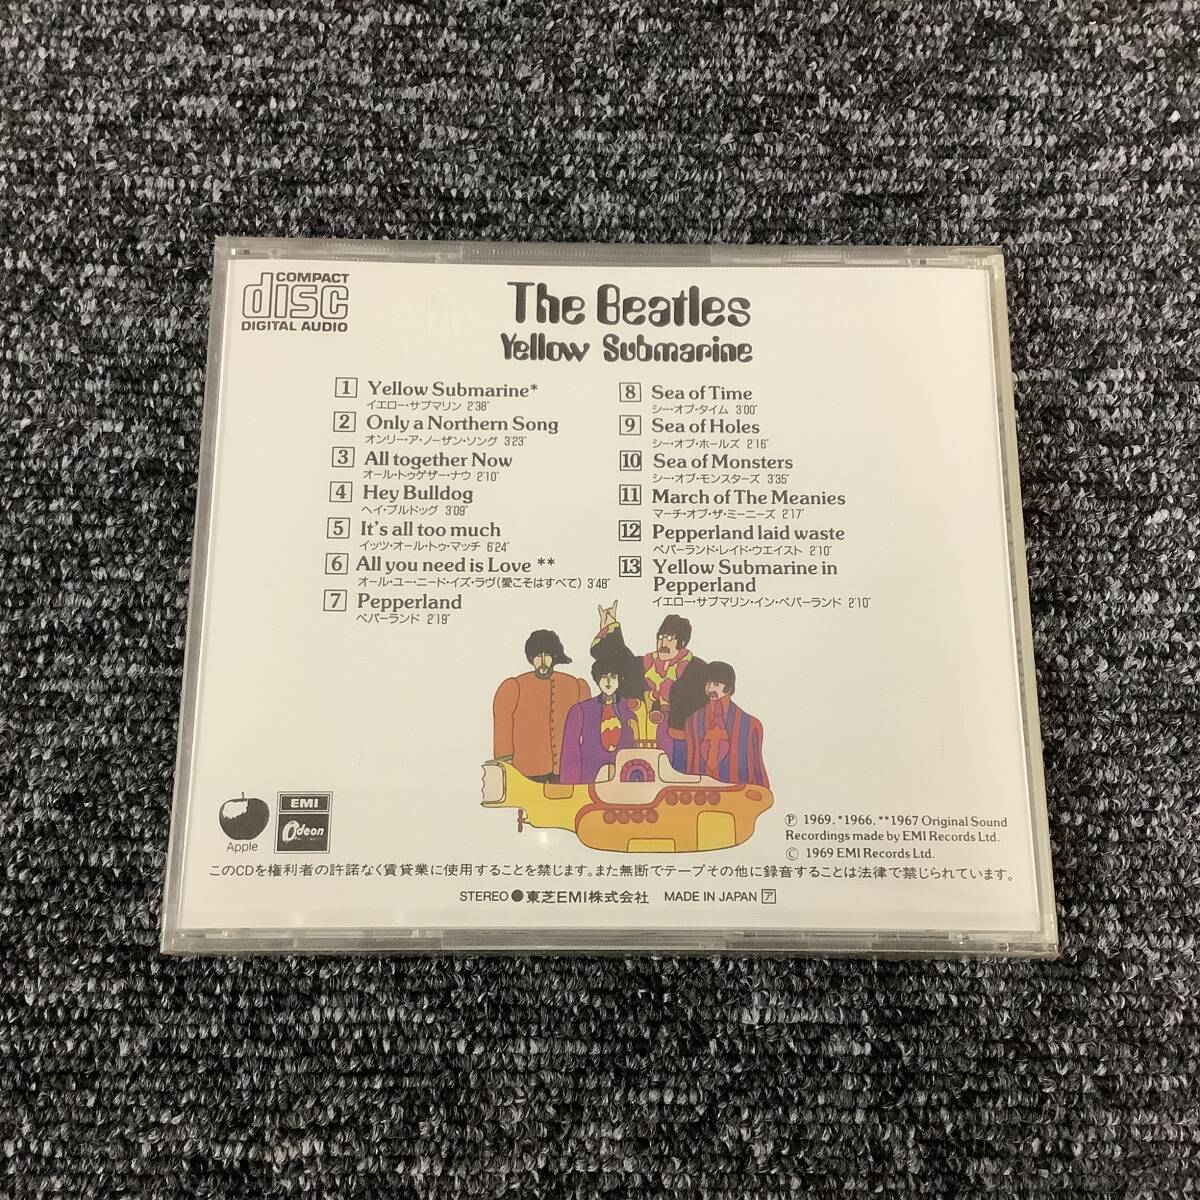 COMPACT
disc
DIGITAL AUDIO
The Beatles
Yellow Submarine
1 Yellow Submarine*
イエロー・サブマリン 2'38"
2 Only a Northern Song
オンリー・ア・ノーザン・ソング 3'23"
3 All together Now
オール・トゥゲザー・ナウ 2'10"
4 Hey Bulldog
ヘイ・ブルドッグ 3'09"
5 It's all too much
イッツ・オール・トゥ・マッチ 6'24"
6 All you need is Love **
オール・ユー・ニード・イズ・ラヴ(愛こそはすべて) 3'48"
7 Pepperland
ペパーランド 2'19"
8 Sea of Time
シー・オブ・タイム 3'00"
9 Sea of Holes
シー・オブ・ホールズ 2'16"
10 Sea of Monsters
シー・オブ・モンスターズ 3'35"
11 March of The Meanies
マーチ・オブ・ザ・ミーニーズ 2'17"
12 Pepperland laid waste
ペパーランド・レイド・ウエイスト 2'10"
13 Yellow Submarine in
Pepperland
イエロー・サブマリン・イン・ペパーランド 2'10"
Apple
EMI
Odeon
Ⓟ 1969, *1966, **1967 Original Sound
Recordings made by EMI Records Ltd.
© 1969 EMI Records Ltd.
このCDを権利者の許諾なく賃貸業に使用することを禁じます。また無断でテープその他に録音することは法律で禁じられています。
STEREO ● 東芝EMI株式会社 MADE IN JAPAN ア